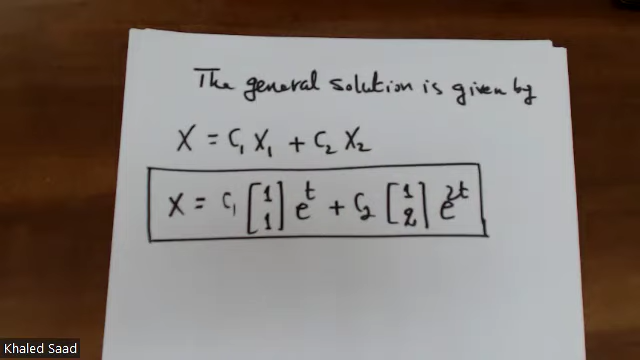 The general solution is given by
X = C₁ X₁ + C₂ X₂
X = C₁ [1 1] e^t + C₂ [1 2] e^2t
Khaled Saad